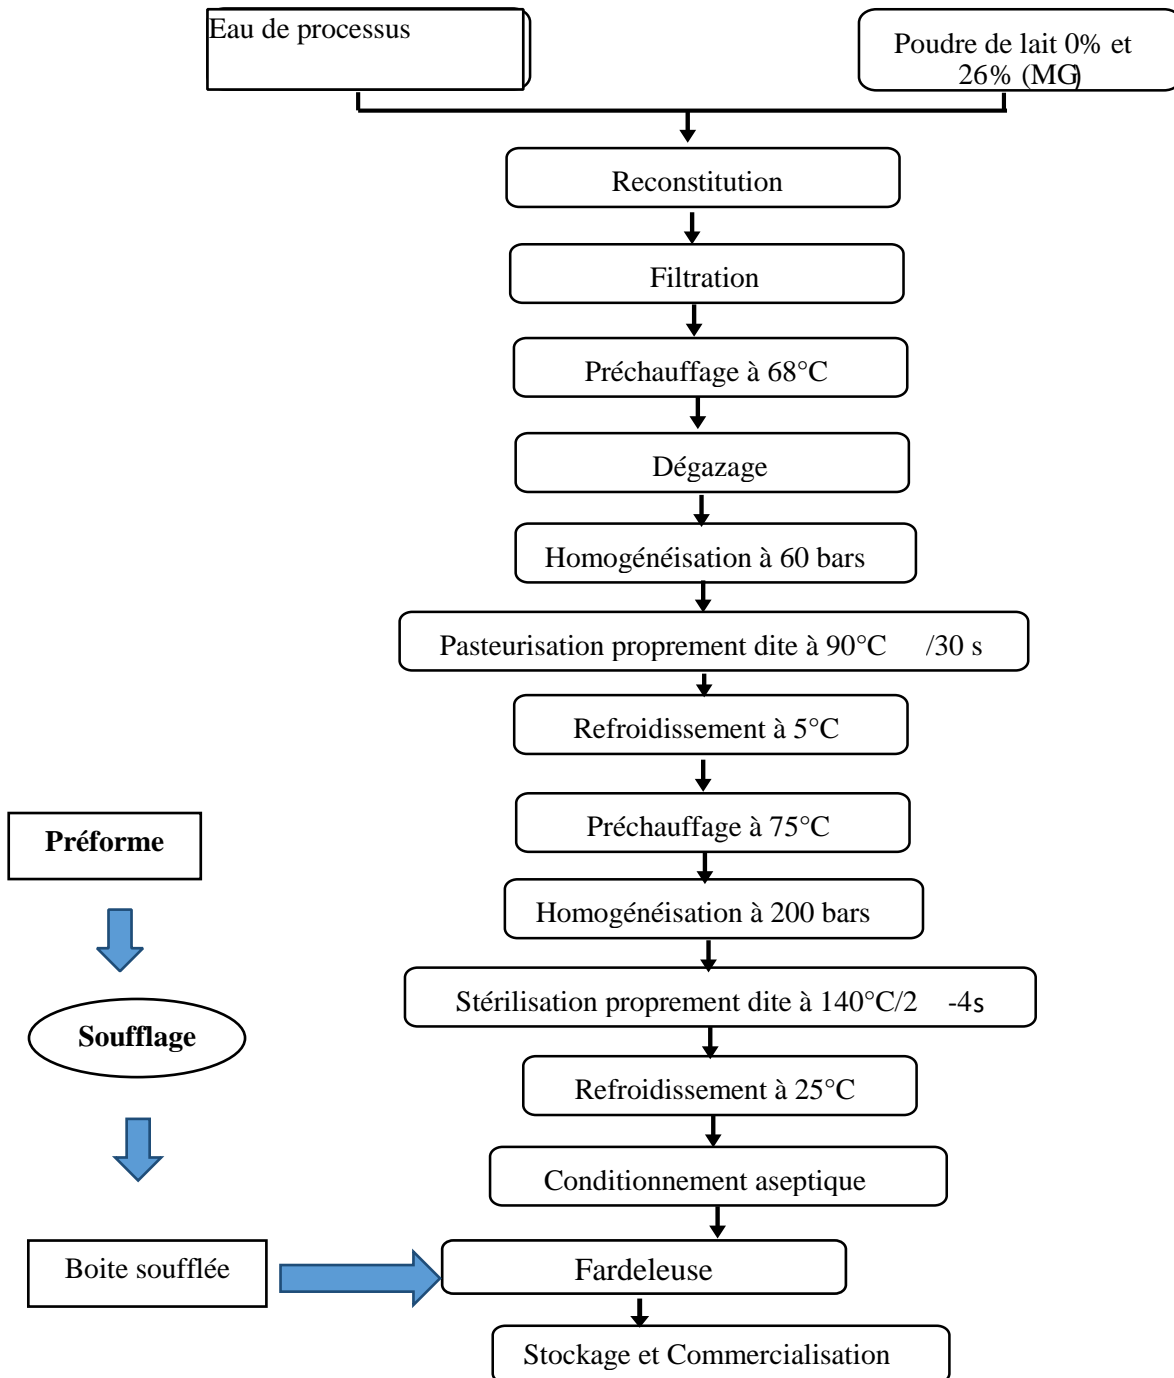 Eau de processus
Poudre de lait 0% et
26% (MG)
Reconstitution
Filtration
Préchauffage à 68°C
Dégazage
Homogénéisation à 60 bars
Pasteurisation proprement dite à 90°C /30 s
Refroidissement à 5°C
Préchauffage à 75°C
Préforme
Homogénéisation à 200 bars
Stérilisation proprement dite à 140°C/2 -4s
Soufflage
Refroidissement à 25°C
Conditionnement aseptique
Boite soufflée
Fardeleuse
Stockage et Commercialisation